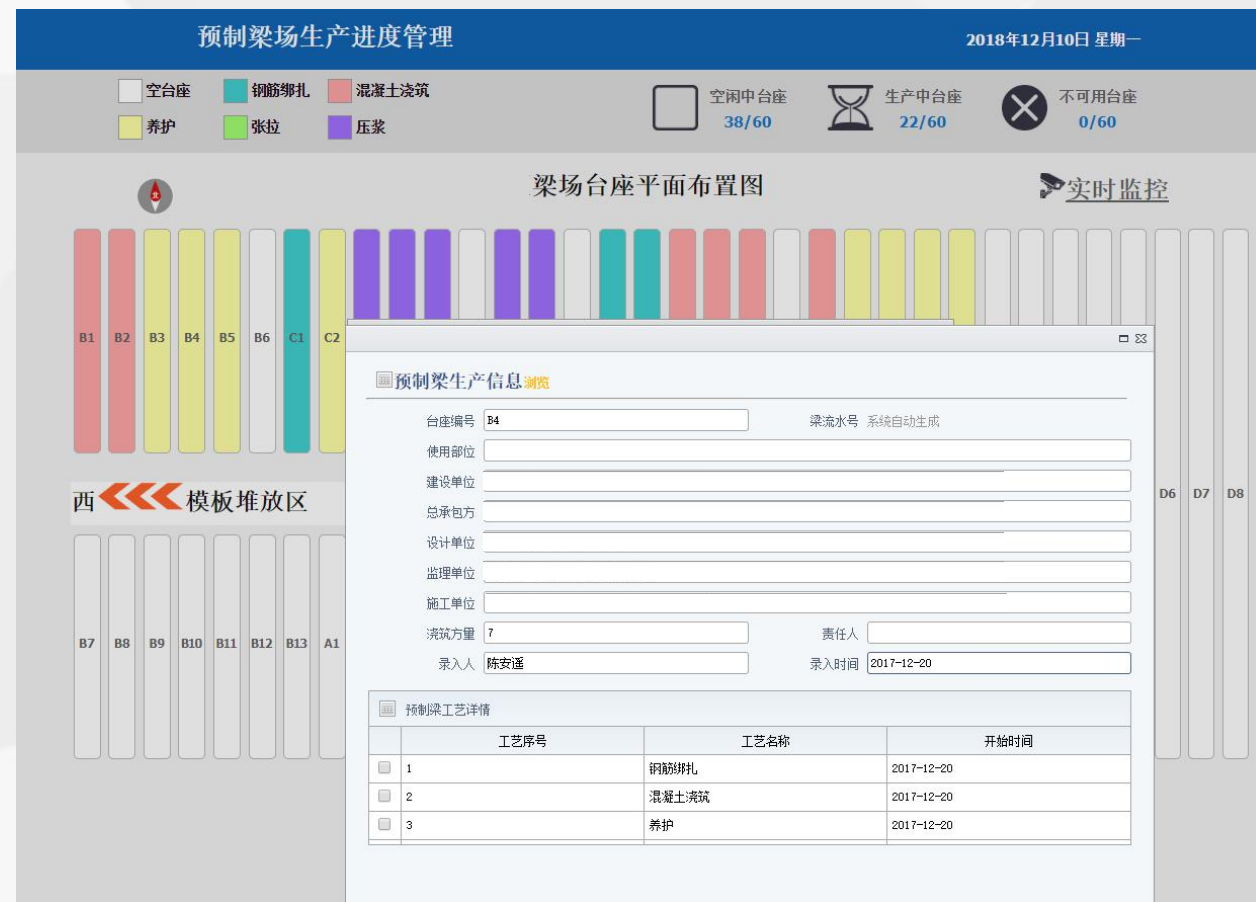 预制梁场生产进度管理 2018年12月10日 星期一
空台座 钢筋绑扎 混凝土浇筑
养护 张拉 压浆
空闲中台座 生产中台座 不可用台座
38/60 22/60 0/60
梁场台座平面布置图 实时监控
B1 B2 B3 B4 B5 B6 C1 C2
预制梁生产信息浏览
台座编号 B4 梁流水号 系统自动生成
使用部位
建设单位
总承包方
设计单位
监理单位
施工单位
浇筑方量 7 责任人
录入人 陈安遥 录入时间 2017-12-20
西 模板堆放区 D6 D7 D8
B7 B8 B9 B10 B11 B12 B13 A1
预制梁工艺详情
工艺序号 工艺名称 开始时间
1 钢筋绑扎 2017-12-20
2 混凝土浇筑 2017-12-20
3 养护 2017-12-20